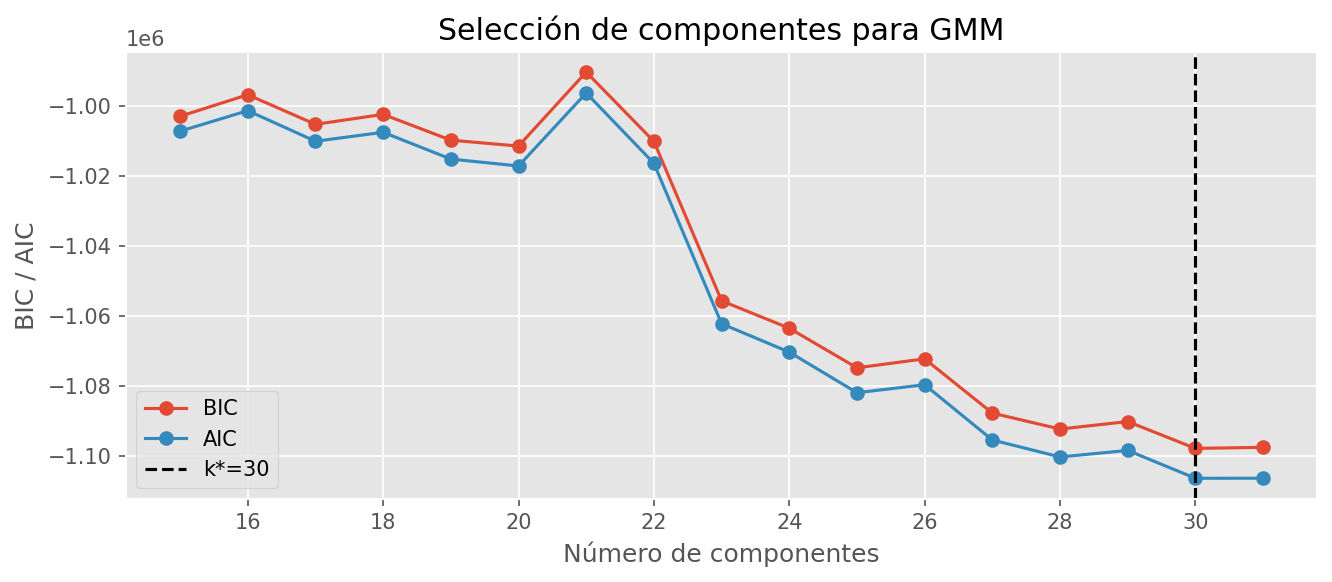 Selección de componentes para GMM
1e6
−1.00
−1.02
−1.04
−1.06
−1.08
−1.10
BIC / AIC
BIC
AIC
k*=30
16 18 20 22 24 26 28 30
Número de componentes